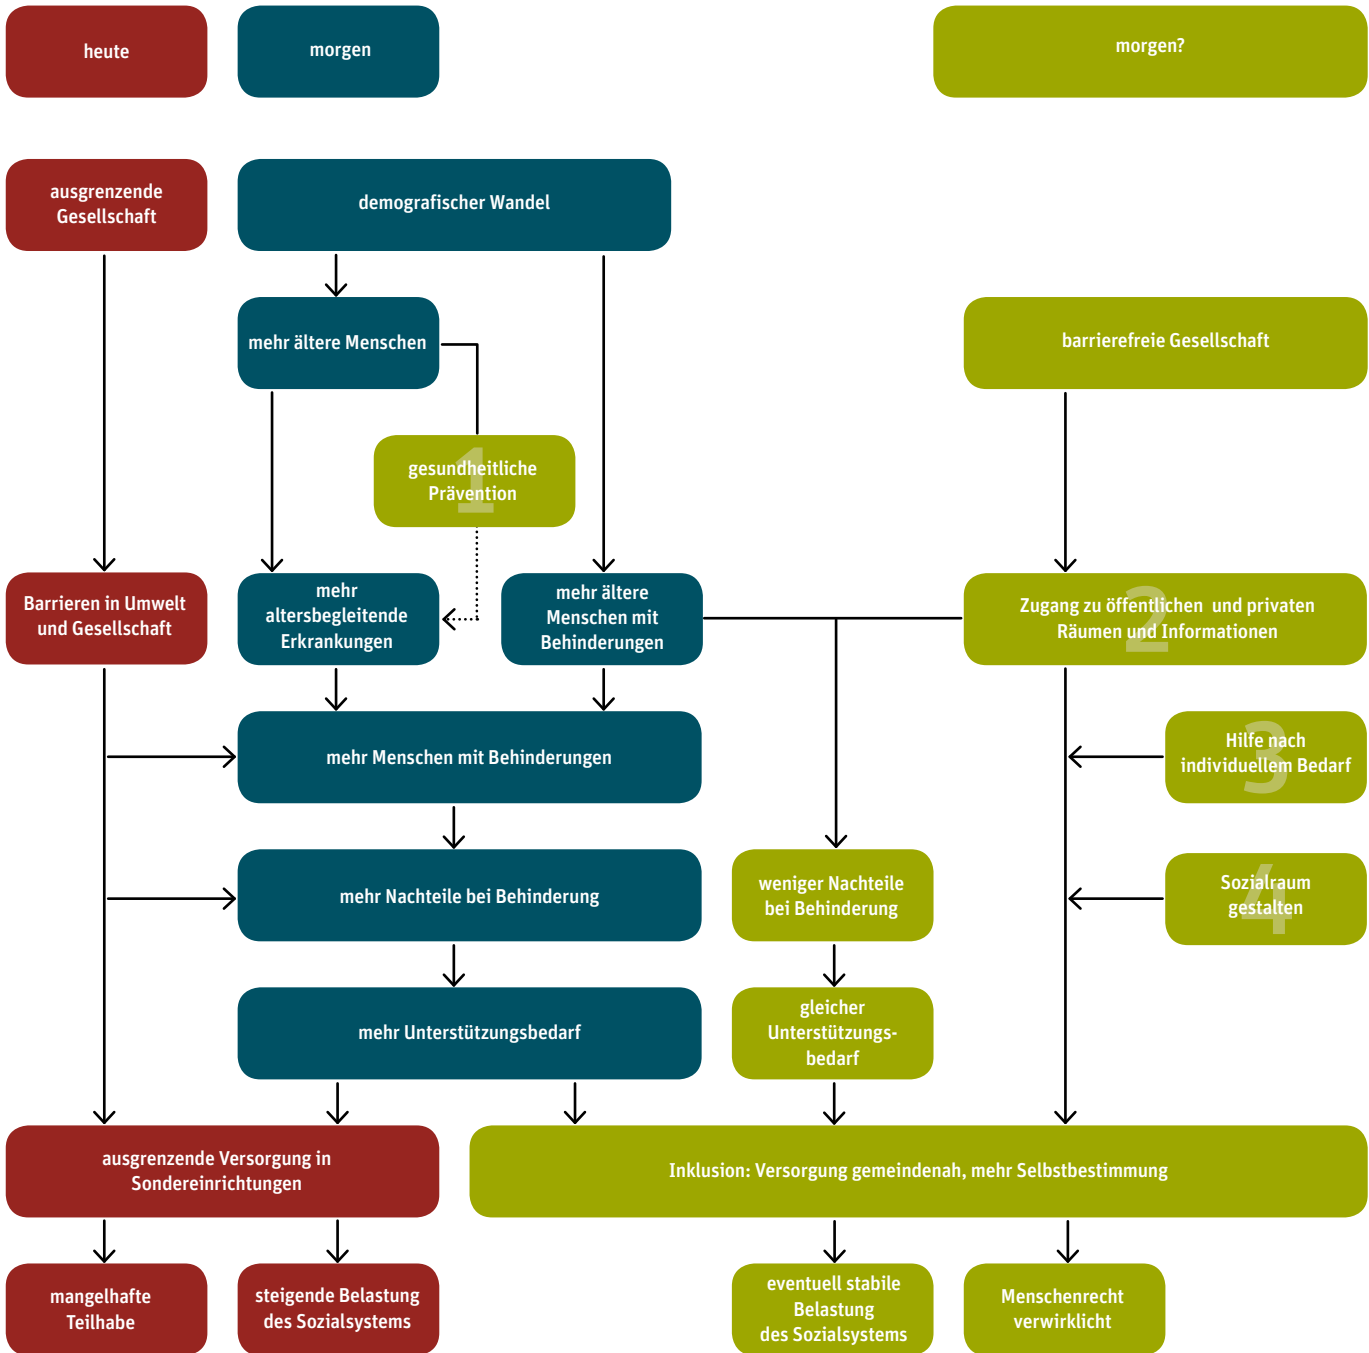 heute
morgen
morgen?
ausgrenzende
Gesellschaft
demografischer Wandel
mehr ältere Menschen
barrierefreie Gesellschaft
1
gesundheitliche
Prävention
Barrieren in Umwelt
und Gesellschaft
mehr
altersbegleitende
Erkrankungen
mehr ältere
Menschen mit
Behinderungen
2
Zugang zu öffentlichen und privaten
Räumen und Informationen
mehr Menschen mit Behinderungen
3
Hilfe nach
individuellem Bedarf
mehr Nachteile bei Behinderung
weniger Nachteile
bei Behinderung
4
Sozialraum
gestalten
mehr Unterstützungsbedarf
gleicher
Unterstützungs-
bedarf
ausgrenzende Versorgung in
Sondereinrichtungen
Inklusion: Versorgung gemeindenah, mehr Selbstbestimmung
mangelhafte
Teilhabe
steigende Belastung
des Sozialsystems
eventuell stabile
Belastung
des Sozialsystems
Menschenrecht
verwirklicht